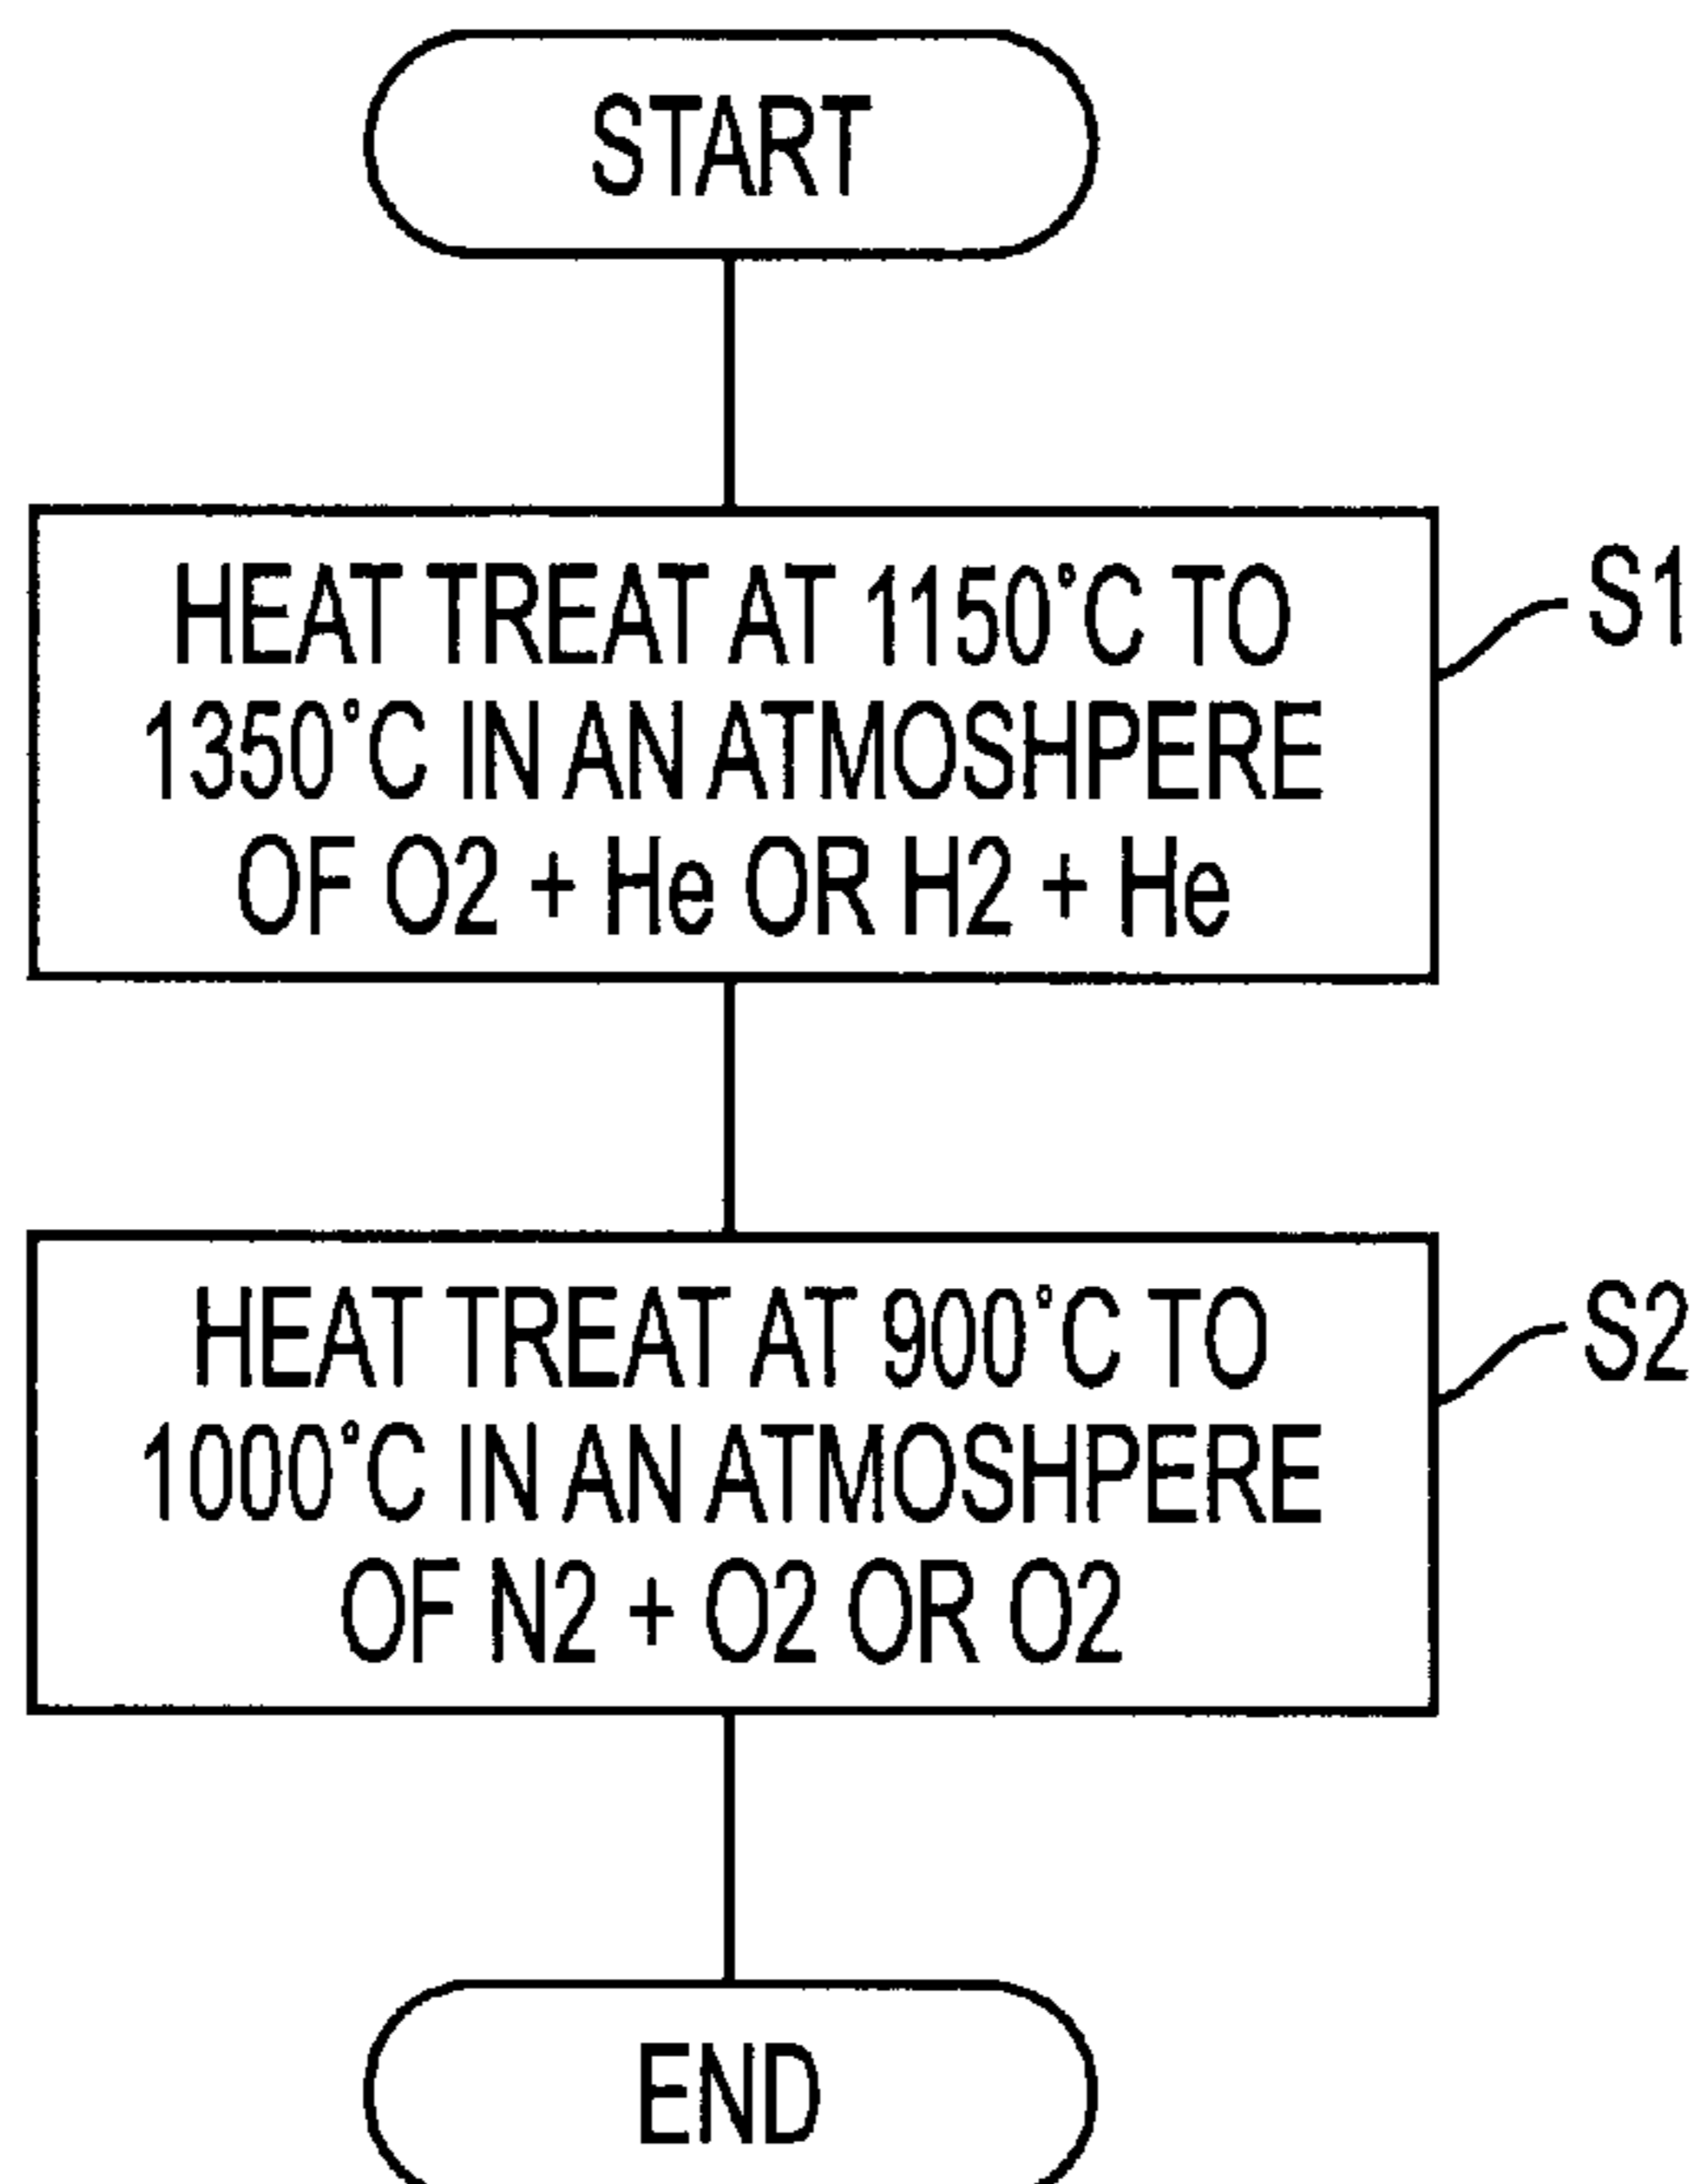 START
HEAT TREAT AT 1150°C TO
1350°C IN AN ATMOSHPERE
OF O2 + He OR H2 + He
S1
HEAT TREAT AT 900°C TO
1000°C IN AN ATMOSHPERE
OF N2 + O2 OR O2
S2
END